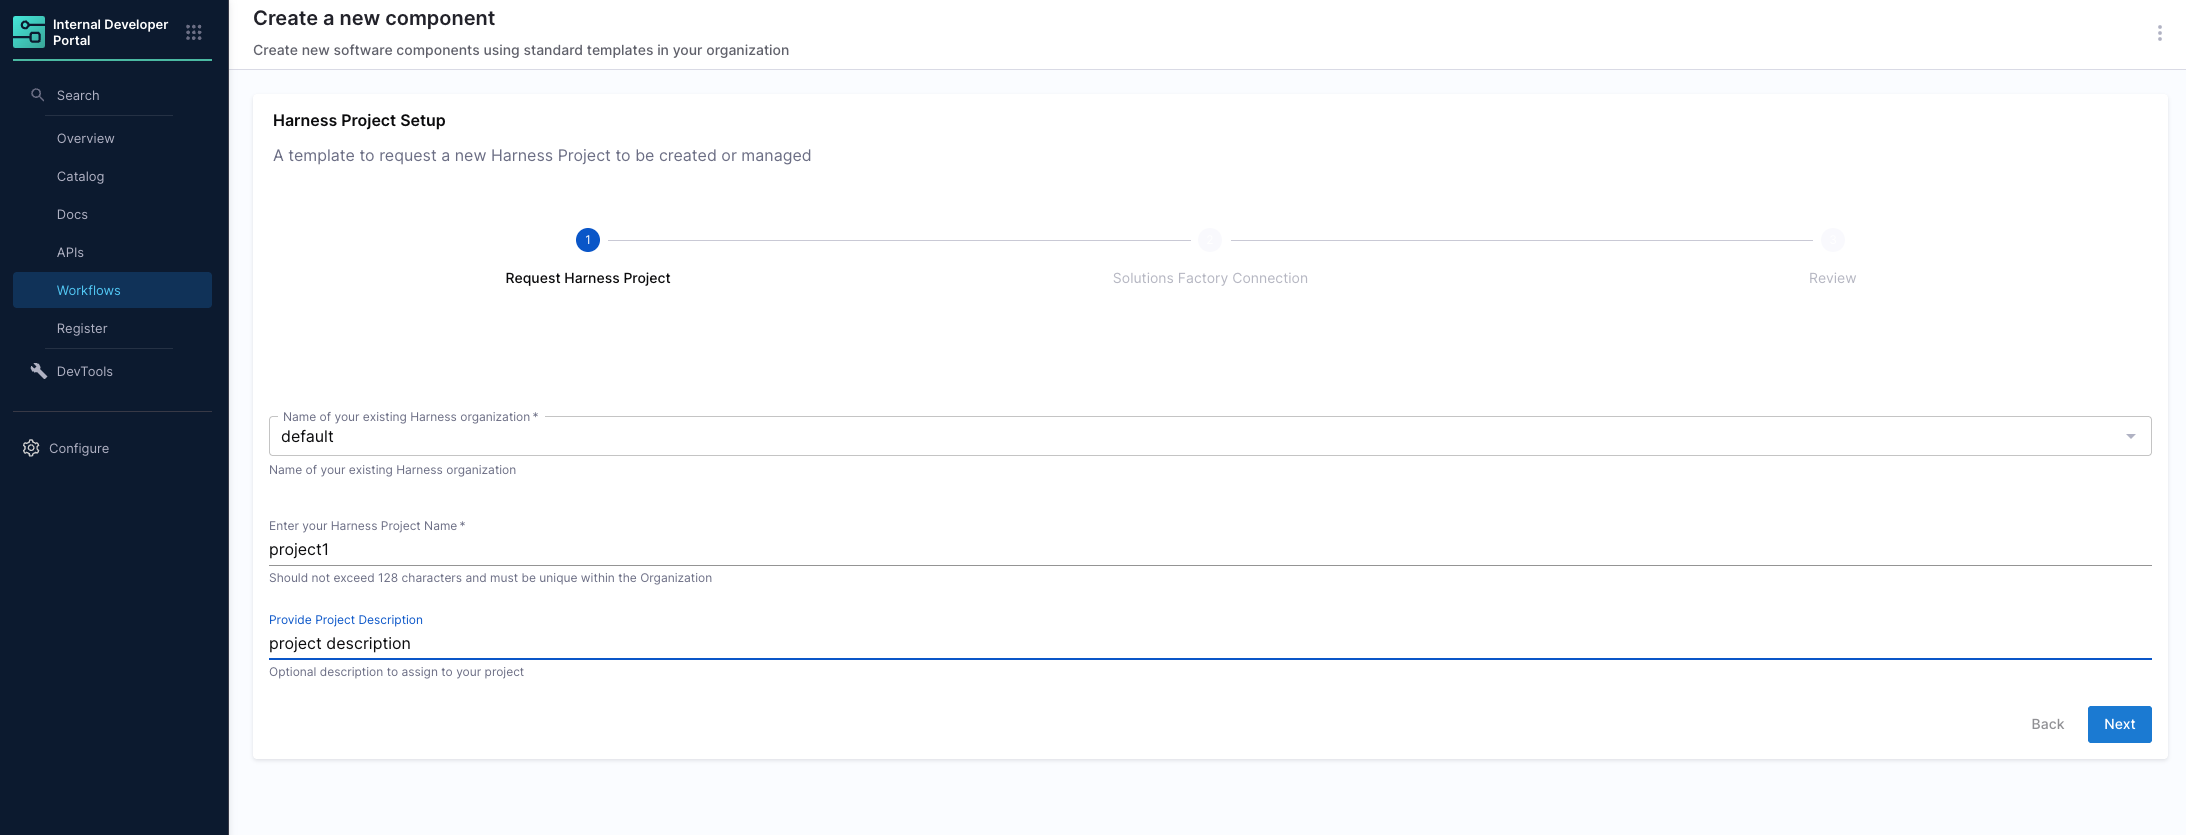 Internal Developer
Portal
Search
Overview
Catalog
Docs
APIs
Workflows
Register
DevTools
Configure
Create a new component
Create new software components using standard templates in your organization
Harness Project Setup
A template to request a new Harness Project to be created or managed
1
Request Harness Project
Solutions Factory Connection
Review
Name of your existing Harness organization *
default
Name of your existing Harness organization
Enter your Harness Project Name *
project1
Should not exceed 128 characters and must be unique within the Organization
Provide Project Description
project description
Optional description to assign to your project
Back
Next